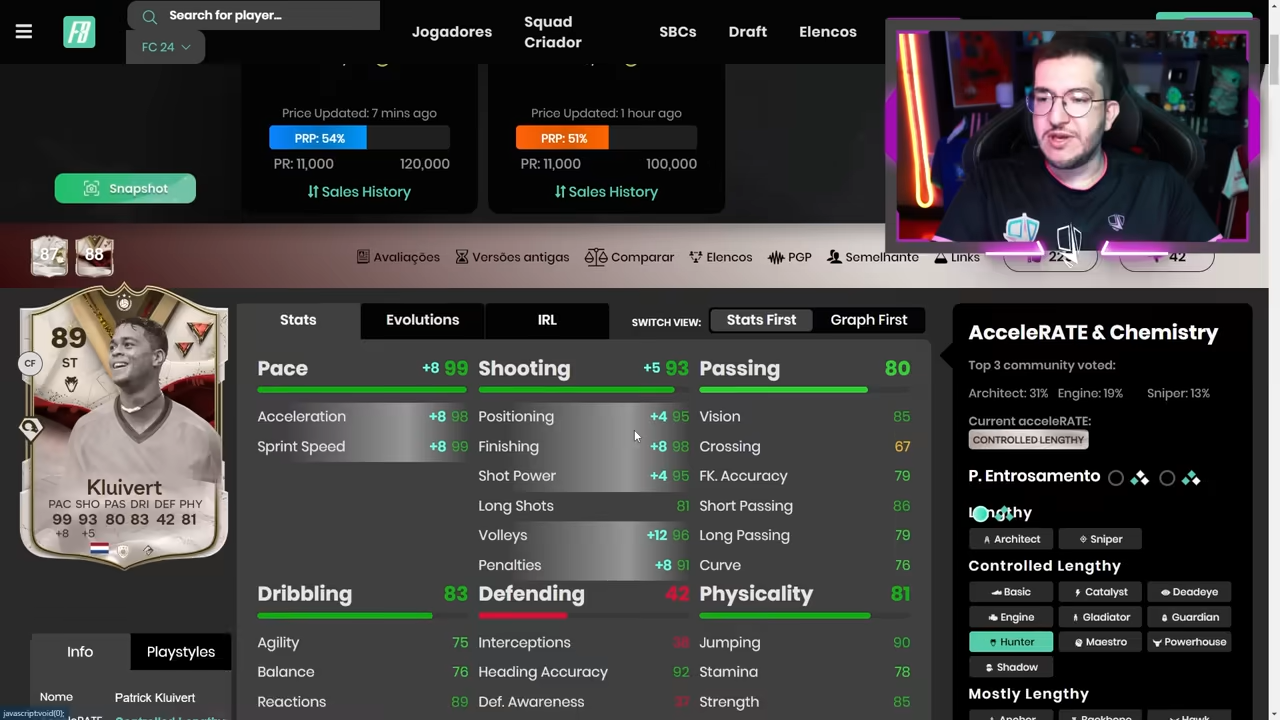 Search for player...
FC 24
Jogadores
Squad
Criador
SBCs
Draft
Elencos
Price Updated: 7 mins ago
PRP: 54%
PR: 11,000
120,000
Sales History
Price Updated: 1 hour ago
PRP: 51%
PR: 11,000
100,000
Sales History
Snapshot
87
88
Avaliações
Versões antigas
Comparar
Elencos
PGP
Semelhante
Links
42
89
ST
CF
Kluivert
PAC SHO PAS DRI DEF PHY
99 93 80 83 42 81
+8 +5
Stats
Evolutions
IRL
SWITCH VIEW:
Stats First
Graph First
Pace +8 99
Acceleration +8 98
Sprint Speed +8 99
Shooting +5 93
Positioning +4 95
Finishing +8 98
Shot Power +4 95
Long Shots 81
Volleys +12 96
Penalties +8 91
Passing 80
Vision 85
Crossing 67
FK. Accuracy 79
Short Passing 86
Long Passing 79
Curve 76
Dribbling 83
Agility 75
Balance 76
Reactions 89
Defending 42
Interceptions
Heading Accuracy 92
Def. Awareness
Physicality 81
Jumping 90
Stamina 78
Strength 85
AcceleRATE & Chemistry
Top 3 community voted:
Architect: 31% Engine: 19% Sniper: 13%
Current acceleRATE:
CONTROLLED LENGTHY
P. Entrosamento
Lengthy
Architect
Sniper
Controlled Lengthy
Basic
Catalyst
Deadeye
Engine
Gladiator
Guardian
Hunter
Maestro
Powerhouse
Shadow
Mostly Lengthy
Info
Playstyles
Nome
Patrick Kluivert
javascript:void(0);